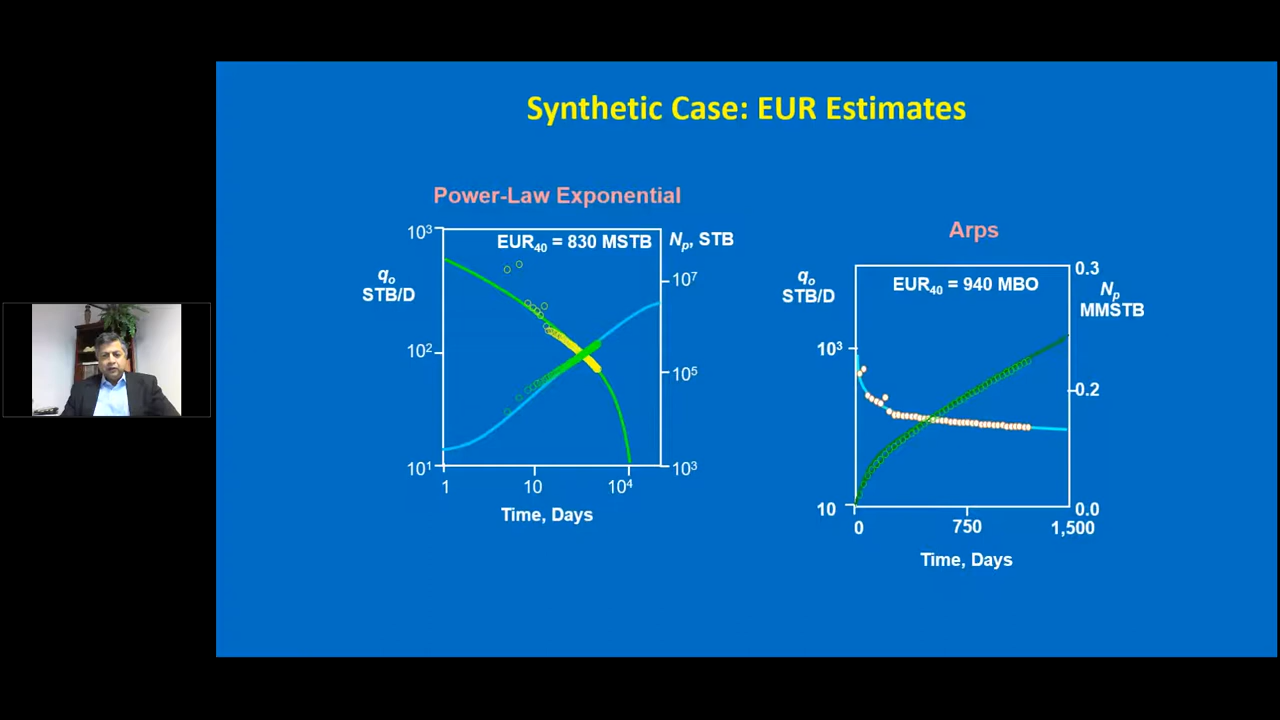 Synthetic Case: EUR Estimates
Power-Law Exponential
10³
EUR₄₀ = 830 MSTB
Nₚ, STB
qₒ
STB/D
10⁷
10²
10⁵
10¹
10³
1
10
10⁴
Time, Days
Arps
0.3
EUR₄₀ = 940 MBO
qₒ
STB/D
Nₚ
MMSTB
10³
0.2
10
0.0
0
750
1,500
Time, Days